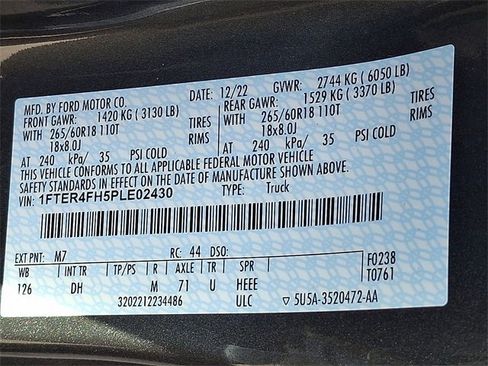 MFD. BY FORD MOTOR CO. DATE: 12/22 GVWR: 2744 KG ( 6050 LB)
FRONT GAWR: 1420 KG ( 3130 LB) REAR GAWR: 1529 KG ( 3370 LB)
WITH 265/60R18 110T TIRES WITH 265/60R18 110T TIRES
18x8.0J RIMS 18x8.0J RIMS
AT 240 kPa/ 35 PSI COLD AT 240 kPa/ 35 PSI COLD
THIS VEHICLE CONFORMS TO ALL APPLICABLE FEDERAL MOTOR VEHICLE
SAFETY STANDARDS IN EFFECT ON THE DATE OF MANUFACTURE SHOWN ABOVE.
VIN: 1FTER4FH5PLE02430 TYPE: Truck
EXT PNT: M7 RC: 44 DSO: F0238
WB INT TR TP/PS R AXLE TR SPR T0761
126 DH M 71 U HEEE
3202212234486 ULC ▽ 5U5A-3520472-AA